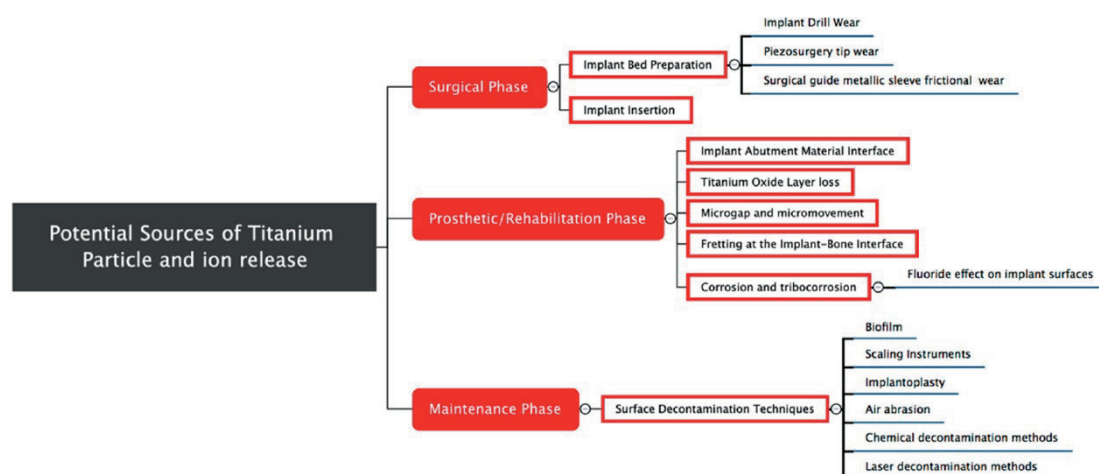 Potential Sources of Titanium
Particle and ion release
Surgical Phase
Implant Bed Preparation
Implant Drill Wear
Piezosurgery tip wear
Surgical guide metallic sleeve frictional wear
Implant Insertion
Prosthetic/Rehabilitation Phase
Implant Abutment Material Interface
Titanium Oxide Layer loss
Microgap and micromovement
Fretting at the Implant-Bone Interface
Corrosion and tribocorrosion
Fluoride effect on implant surfaces
Maintenance Phase
Surface Decontamination Techniques
Biofilm
Scaling Instruments
Implantoplasty
Air abrasion
Chemical decontamination methods
Laser decontamination methods